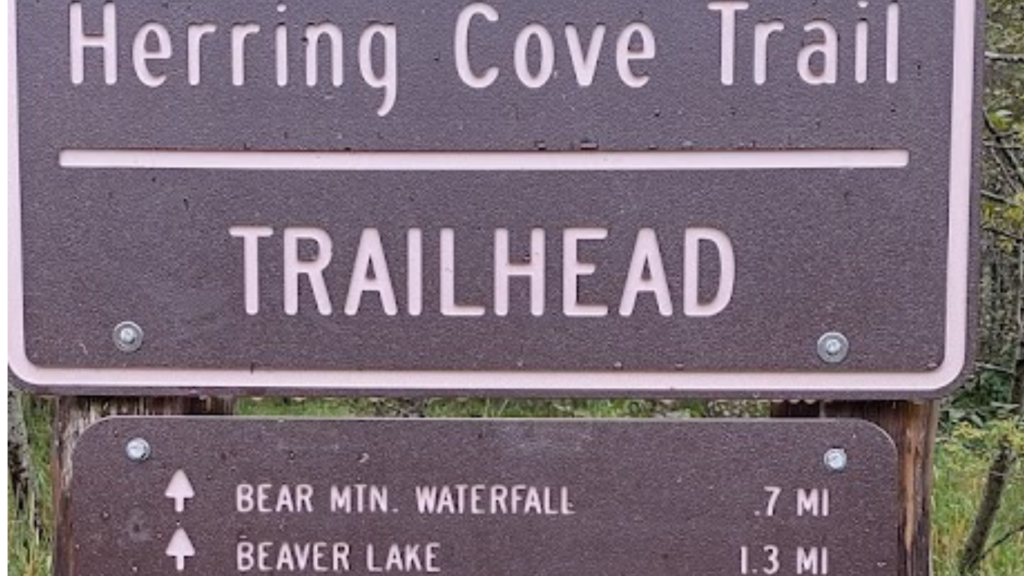 Herring Cove Trail
TRAILHEAD
BEAR MTN. WATERFALL .7 MI
BEAVER LAKE 1.3 MI